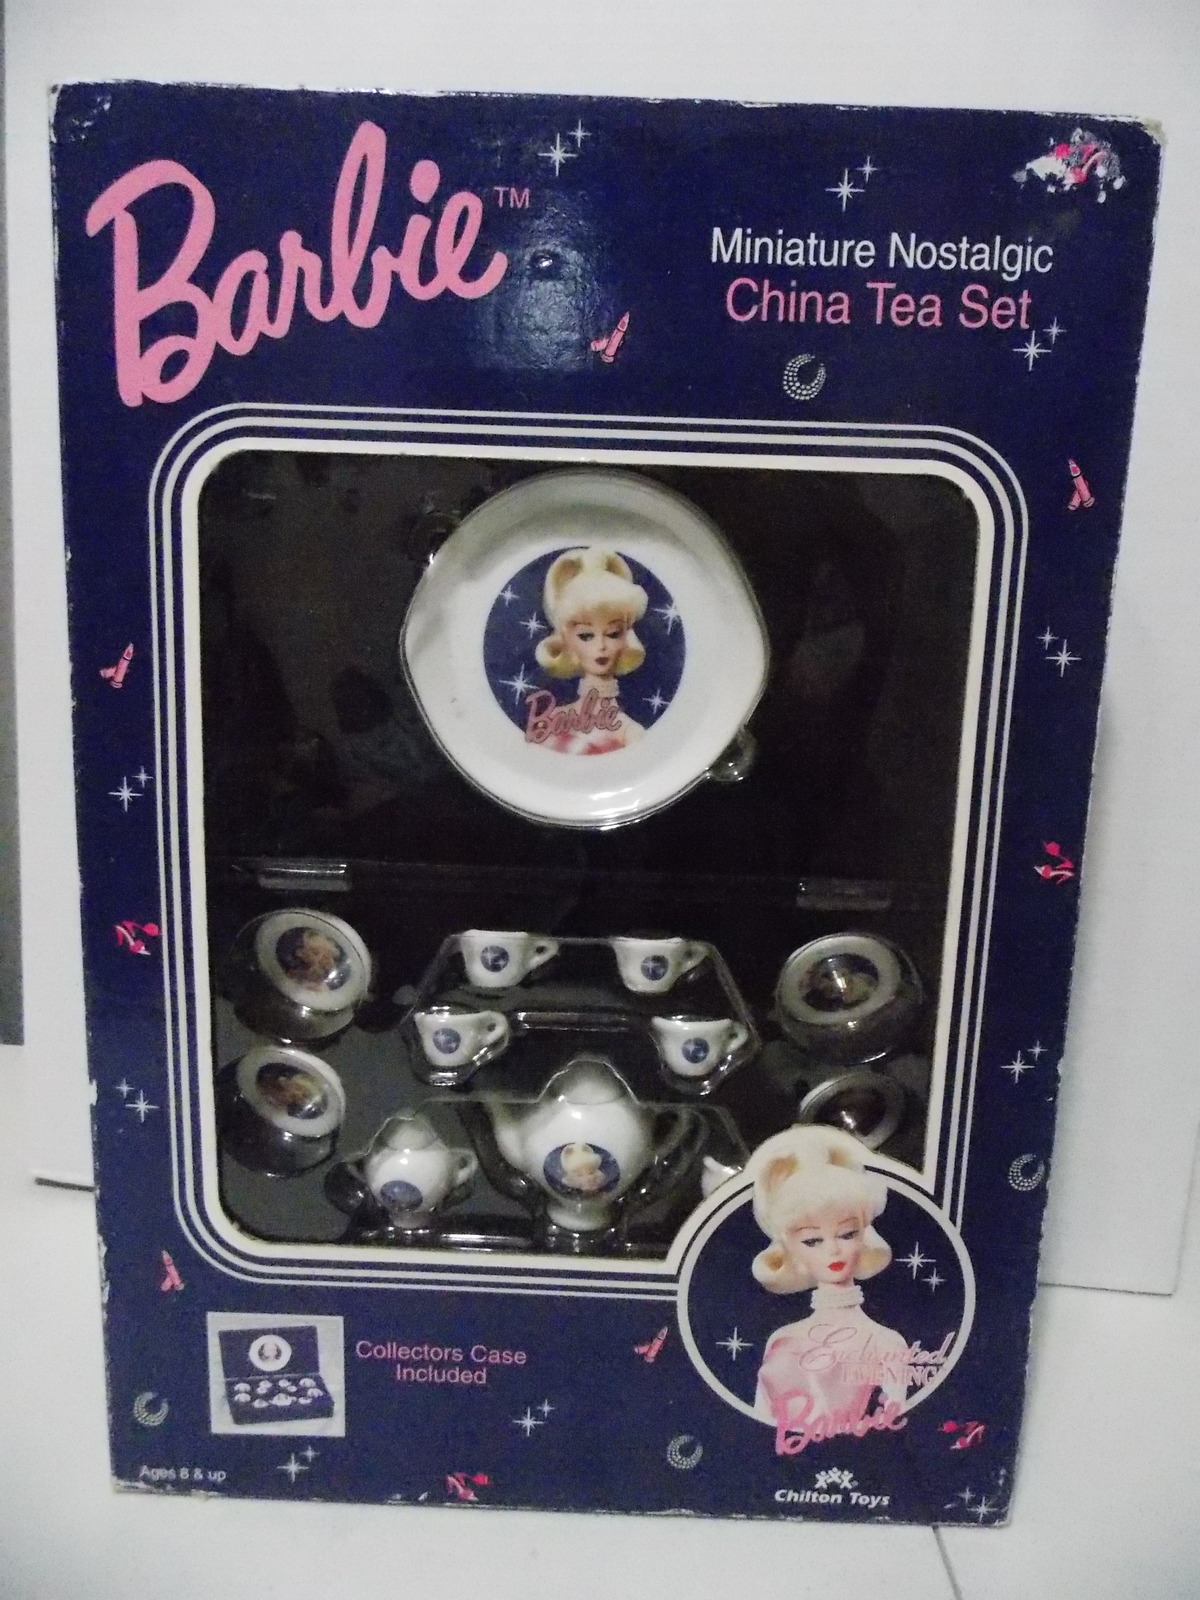 Barbie™
Miniature Nostalgic
China Tea Set
Barbie
Collectors Case
Included
Enchanted
EVENING
Barbie
Ages 8 & up
Chilton Toys